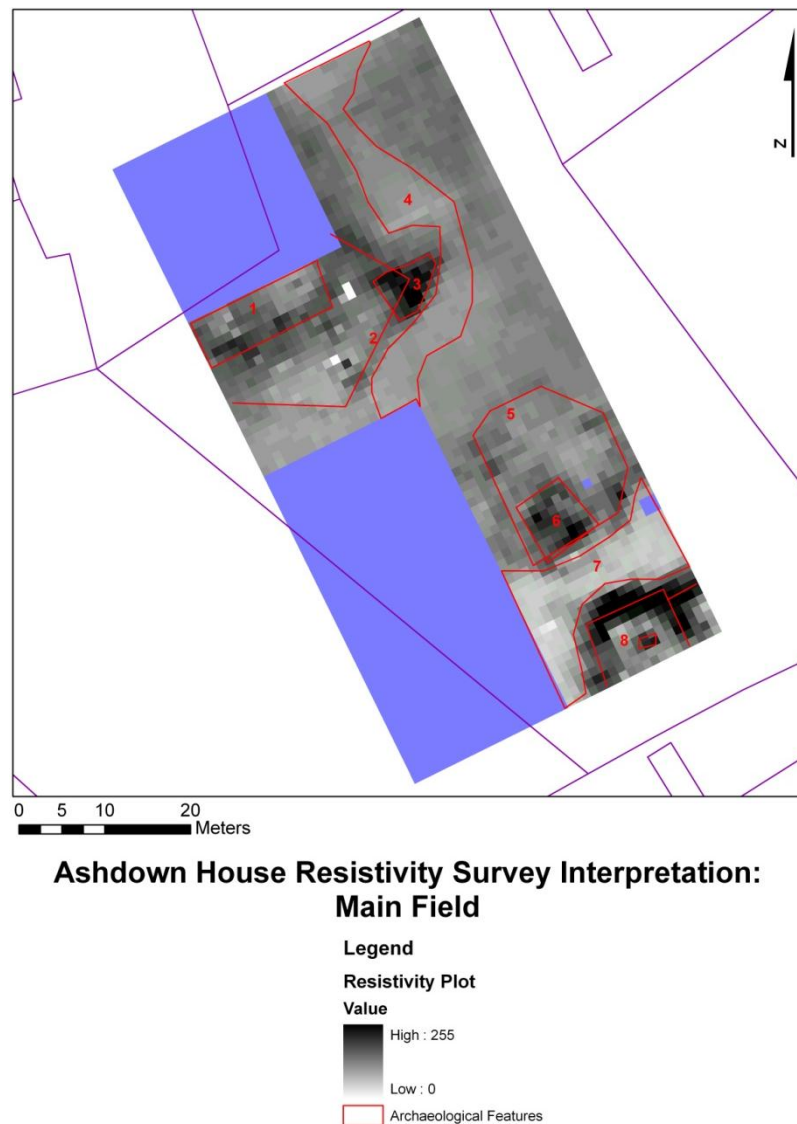 N
4
3
1
2
5
6
7
8
0 5 10 20
Meters
Ashdown House Resistivity Survey Interpretation:
Main Field
Legend
Resistivity Plot
Value
High : 255
Low : 0
Archaeological Features